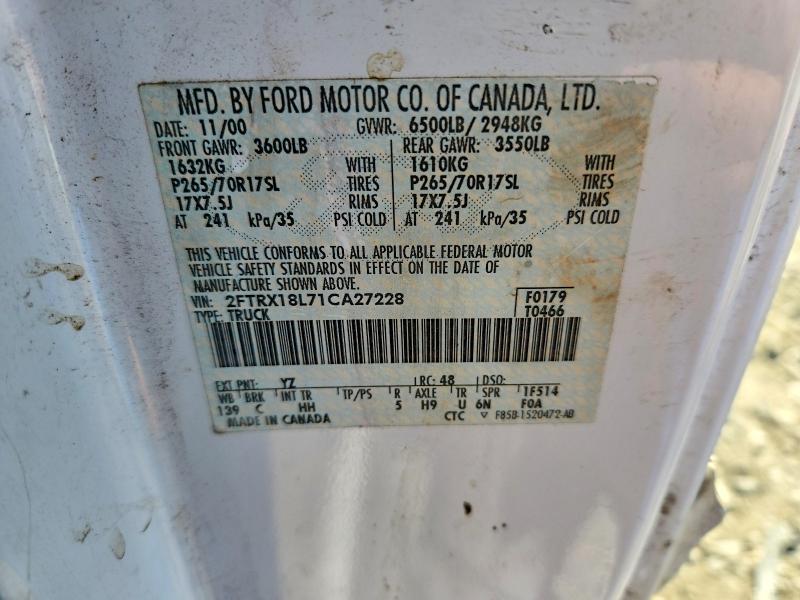 MFD. BY FORD MOTOR CO. OF CANADA, LTD.
DATE: 11/00 GVWR: 6500LB/ 2948KG
FRONT GAWR: 3600LB REAR GAWR: 3550LB
1632KG WITH 1610KG WITH
P265/70R17SL TIRES P265/70R17SL TIRES
17X7.5J RIMS 17X7.5J RIMS
AT 241 kPa/35 PSI COLD AT 241 kPa/35 PSI COLD
THIS VEHICLE CONFORMS TO ALL APPLICABLE FEDERAL MOTOR
VEHICLE SAFETY STANDARDS IN EFFECT ON THE DATE OF
MANUFACTURE SHOWN ABOVE.
VIN: 2FTRX18L71CA27228 F0179
TYPE: TRUCK T0466
EXT PNT: YZ RC: 48 DSO:
WB BRK INT TR TP/PS R AXLE TR SPR 1F514
139 C HH 5 H9 U 6N F0A
MADE IN CANADA CTC F85B-1520472-AB